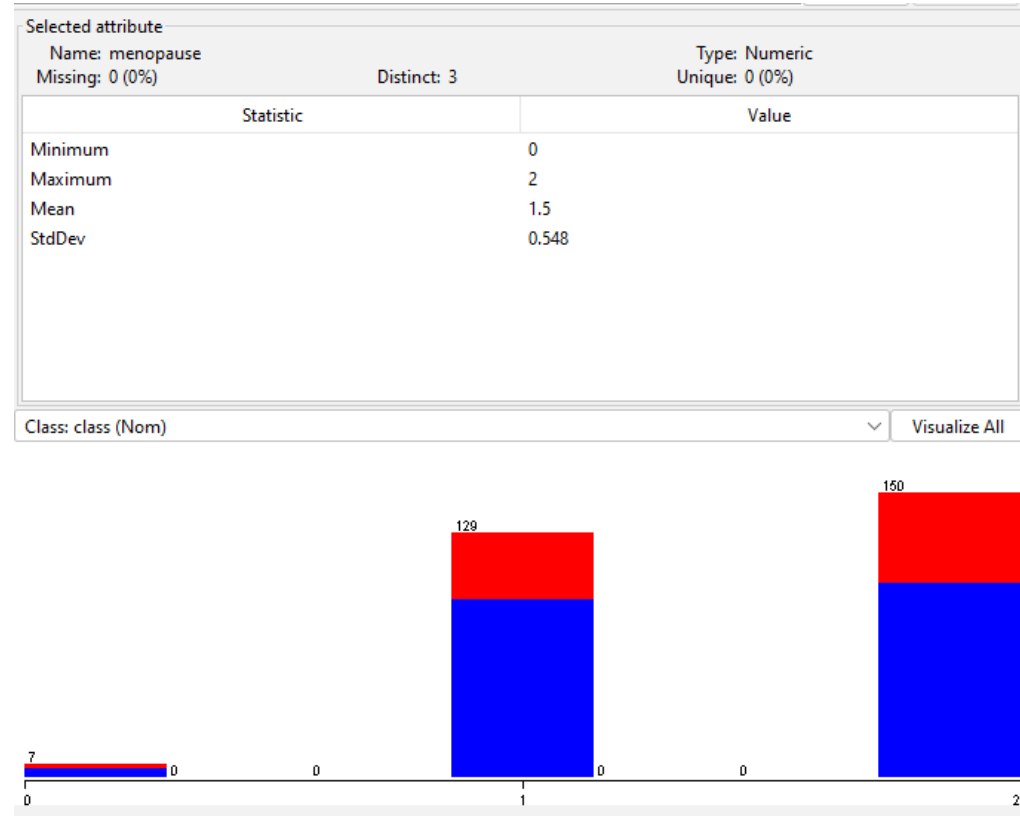 Selected attribute
Name: menopause Type: Numeric
Missing: 0 (0%) Distinct: 3 Unique: 0 (0%)
Statistic Value
Minimum 0
Maximum 2
Mean 1.5
StdDev 0.548
Class: class (Nom) Visualize All
150
129
7
0 0 0 0
0 1 2